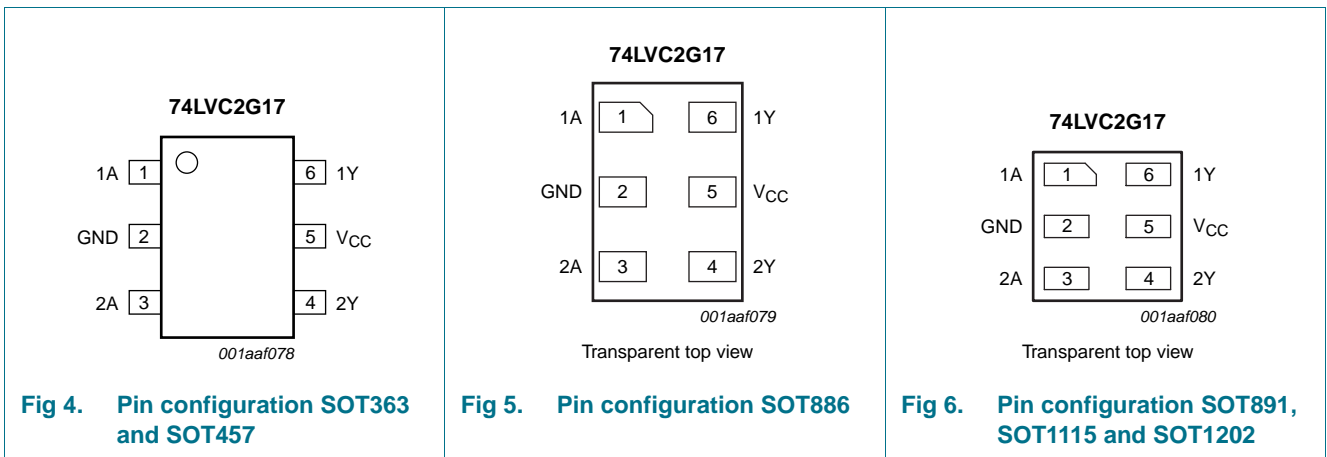 74LVC2G17
1A 1 6 1Y
GND 2 5 VCC
2A 3 4 2Y
001aaf078
Fig 4. Pin configuration SOT363
and SOT457
74LVC2G17
1A 1 6 1Y
GND 2 5 VCC
2A 3 4 2Y
001aaf079
Transparent top view
Fig 5. Pin configuration SOT886
74LVC2G17
1A 1 6 1Y
GND 2 5 VCC
2A 3 4 2Y
001aaf080
Transparent top view
Fig 6. Pin configuration SOT891,
SOT1115 and SOT1202